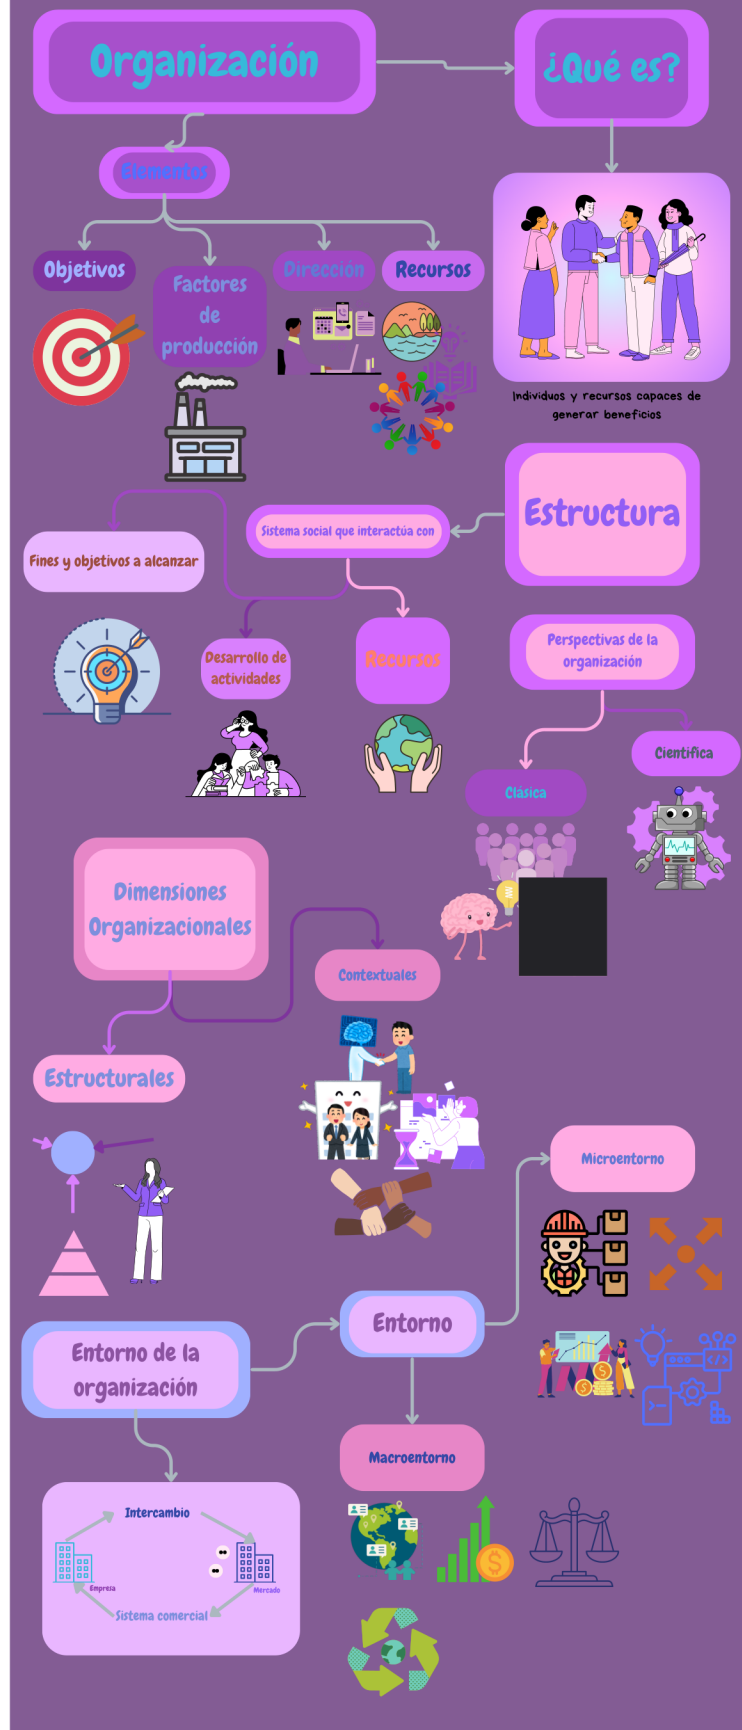 Organización
¿Qué es?
Elementos
Objetivos
Factores
de
producción
Dirección
Recursos
Individuos y recursos capaces de
generar beneficios
Estructura
Sistema social que interactúa con
Fines y objetivos a alcanzar
Desarrollo de
actividades
Recursos
Perspectivas de la
organización
Científica
Clásica
Dimensiones
Organizacionales
Contextuales
Estructurales
Microentorno
Entorno
Entorno de la
organización
Macroentorno
Intercambio
Empresa
Mercado
Sistema comercial